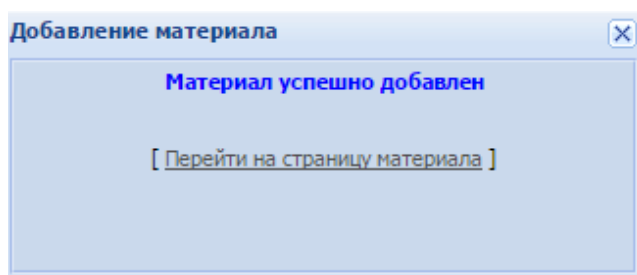 Добавление материала
Материал успешно добавлен
[ Перейти на страницу материала ]